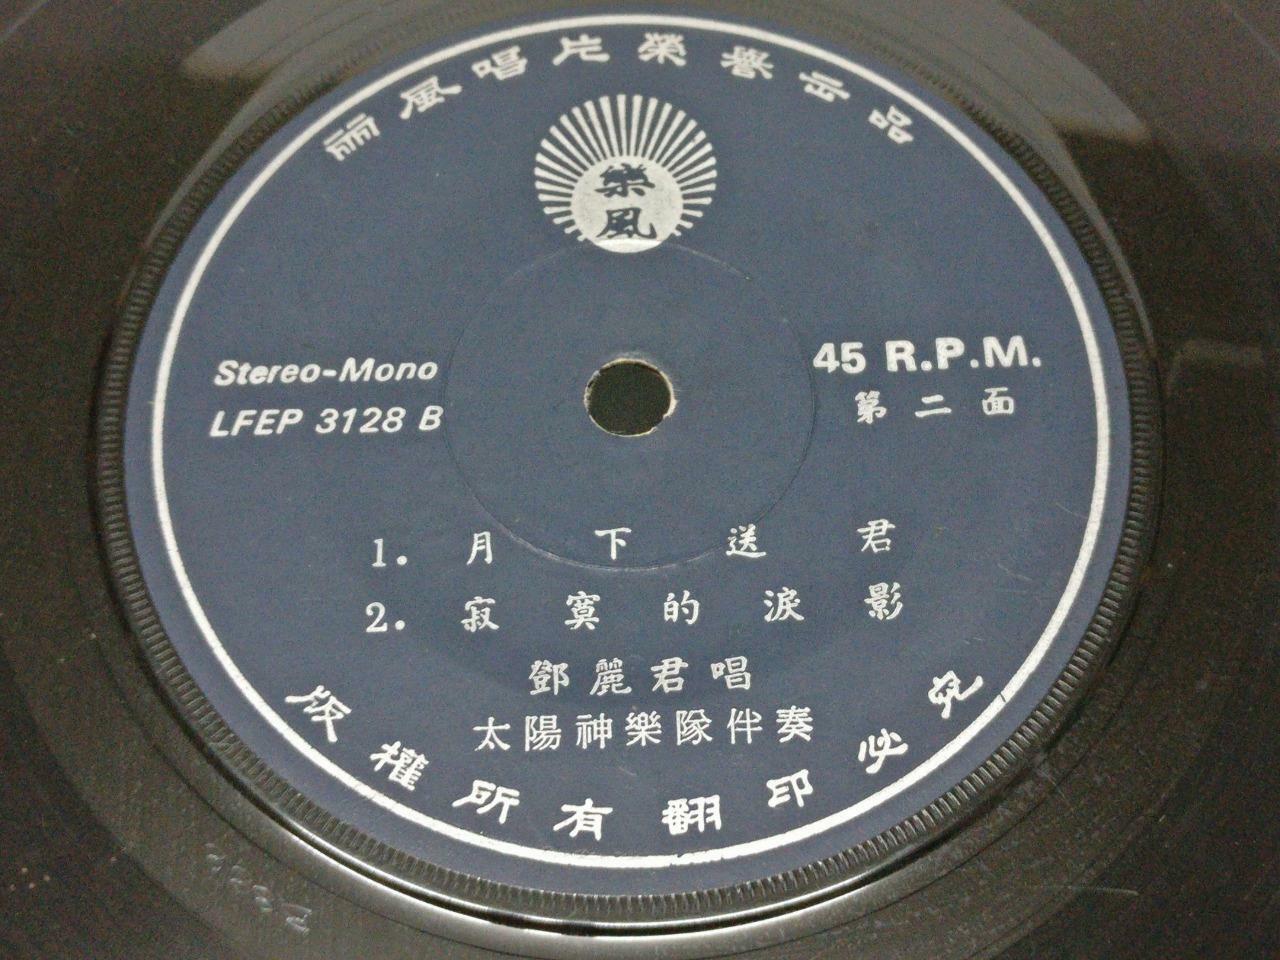 丽風唱片榮譽出品
樂風
Stereo-Mono
LFEP 3128 B
45 R.P.M.
第二面
1. 月下送君
2. 寂寞的淚影
鄧麗君唱
太陽神樂隊伴奏
版權所有翻印必究